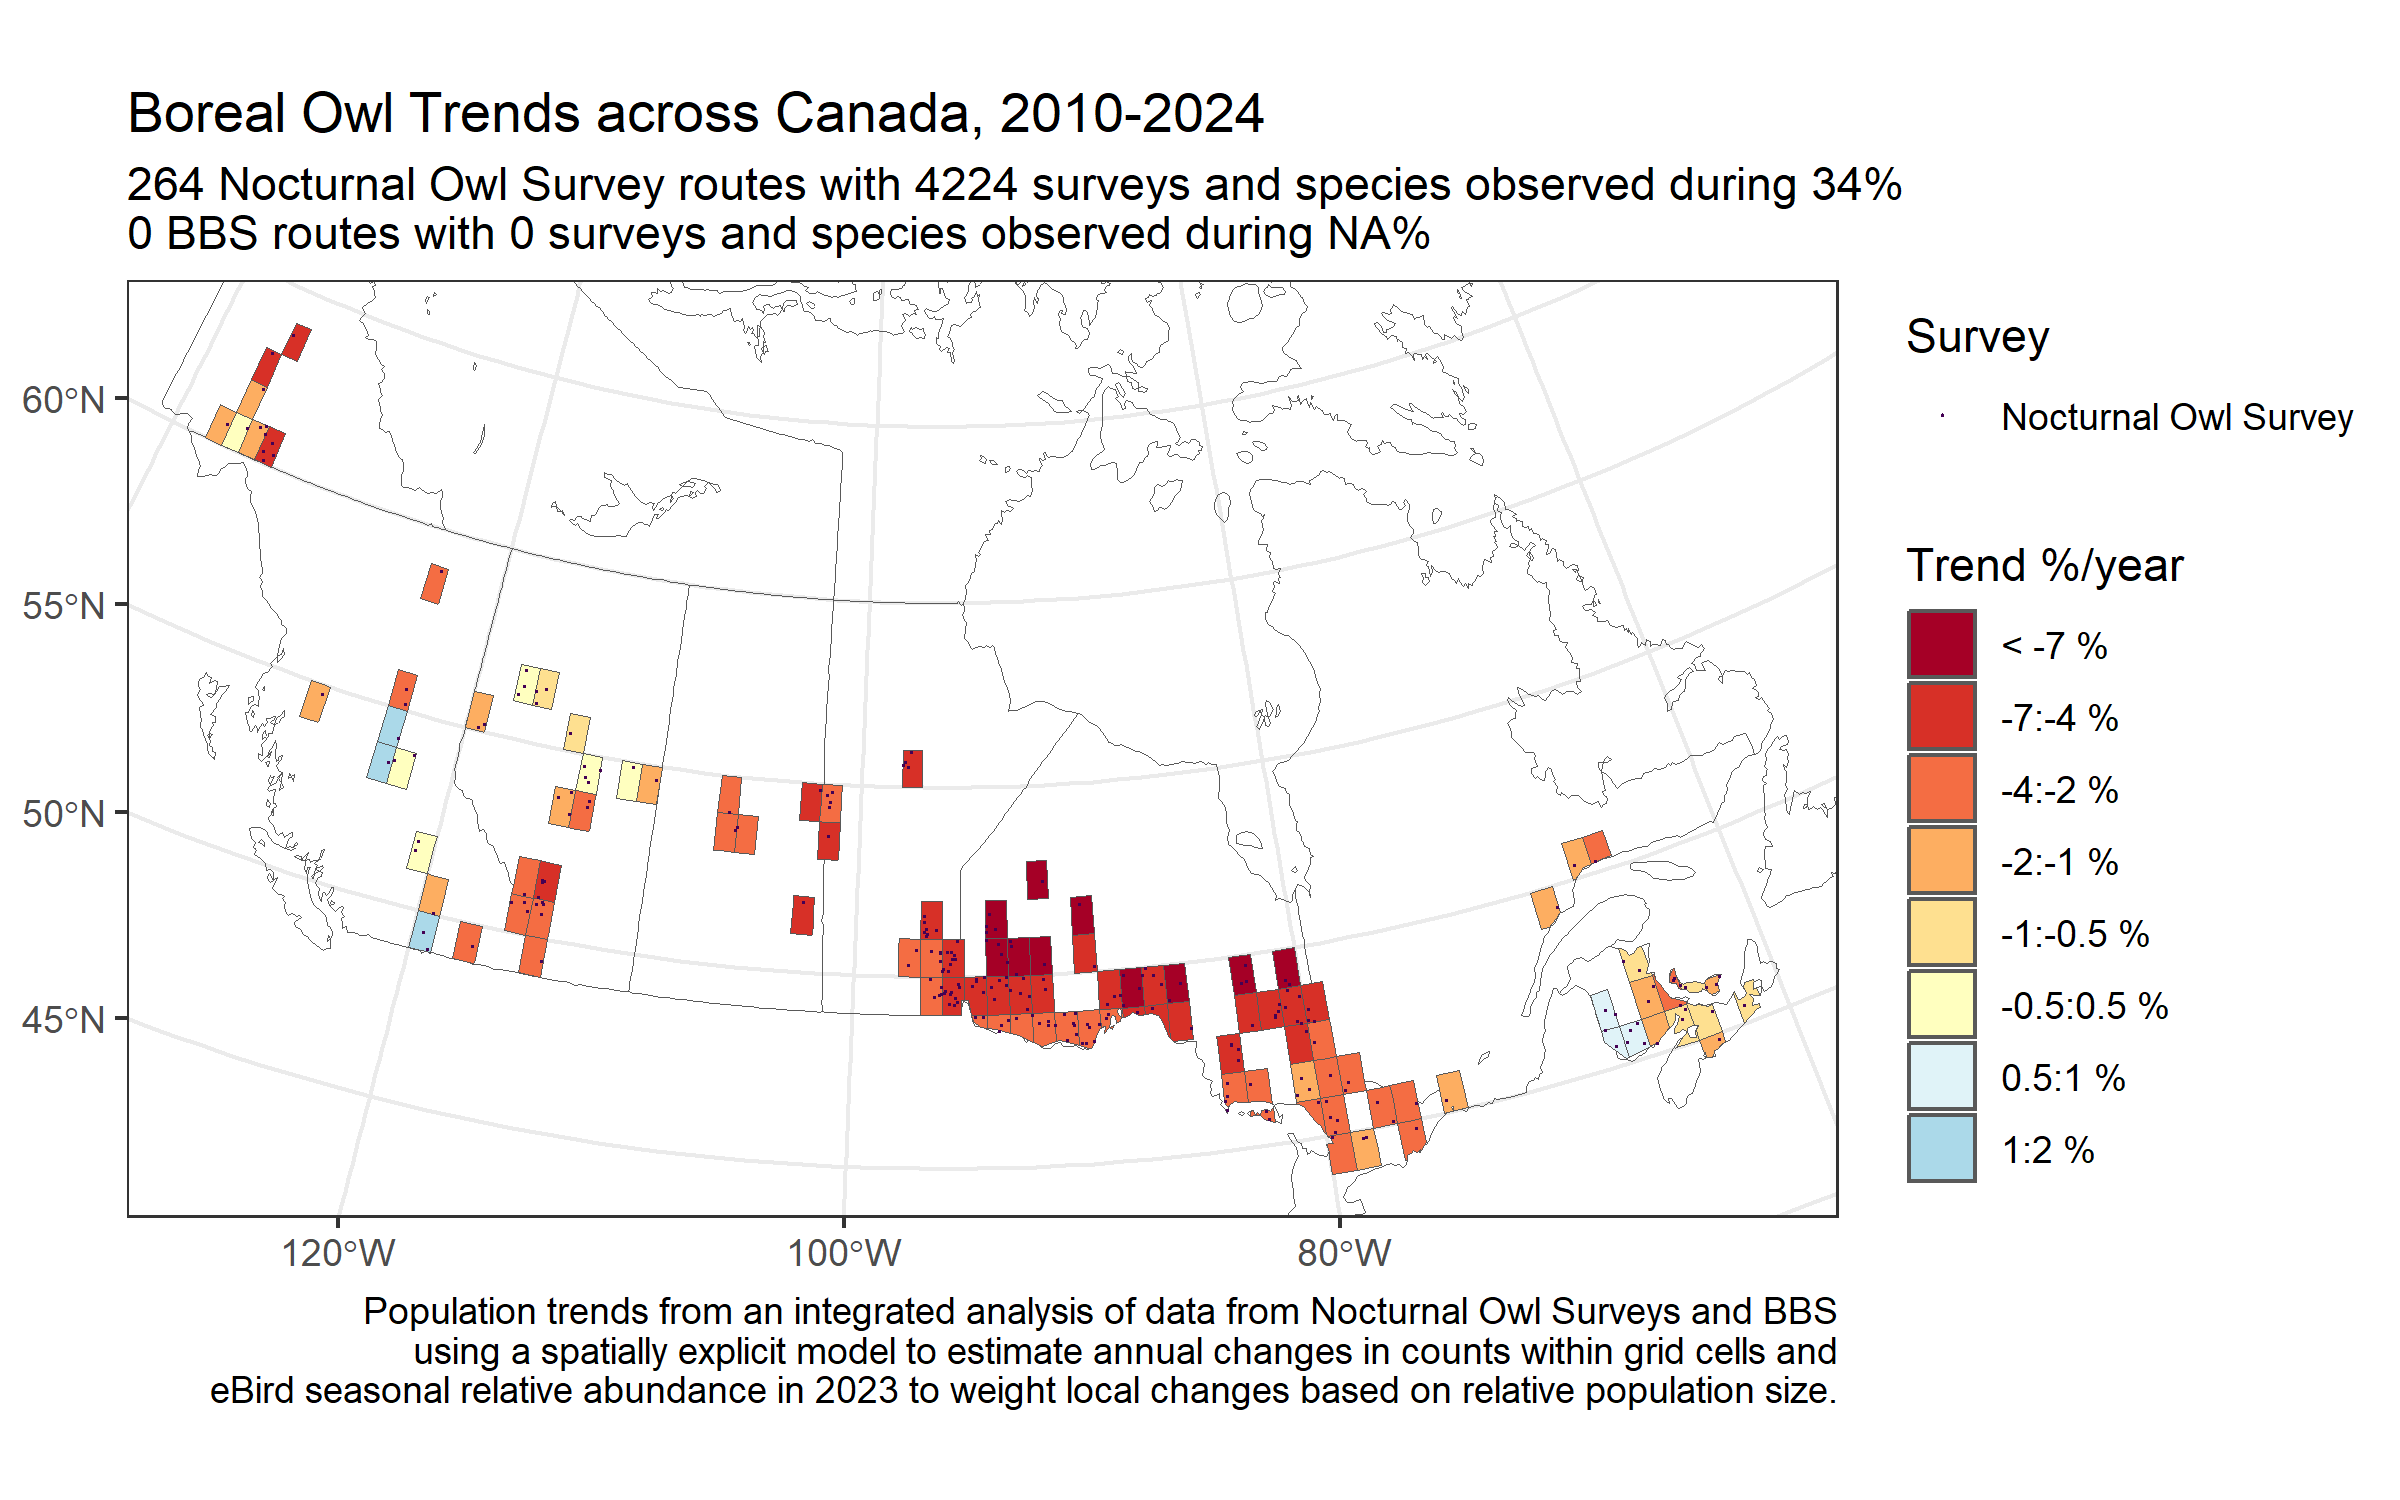 Boreal Owl Trends across Canada, 2010-2024
264 Nocturnal Owl Survey routes with 4224 surveys and species observed during 34%
0 BBS routes with 0 surveys and species observed during NA%
60°N
55°N
50°N
45°N
120°W
100°W
80°W
Survey
Nocturnal Owl Survey
Trend %/year
< -7 %
-7:-4 %
-4:-2 %
-2:-1 %
-1:-0.5 %
-0.5:0.5 %
0.5:1 %
1:2 %
Population trends from an integrated analysis of data from Nocturnal Owl Surveys and BBS
using a spatially explicit model to estimate annual changes in counts within grid cells and
eBird seasonal relative abundance in 2023 to weight local changes based on relative population size.